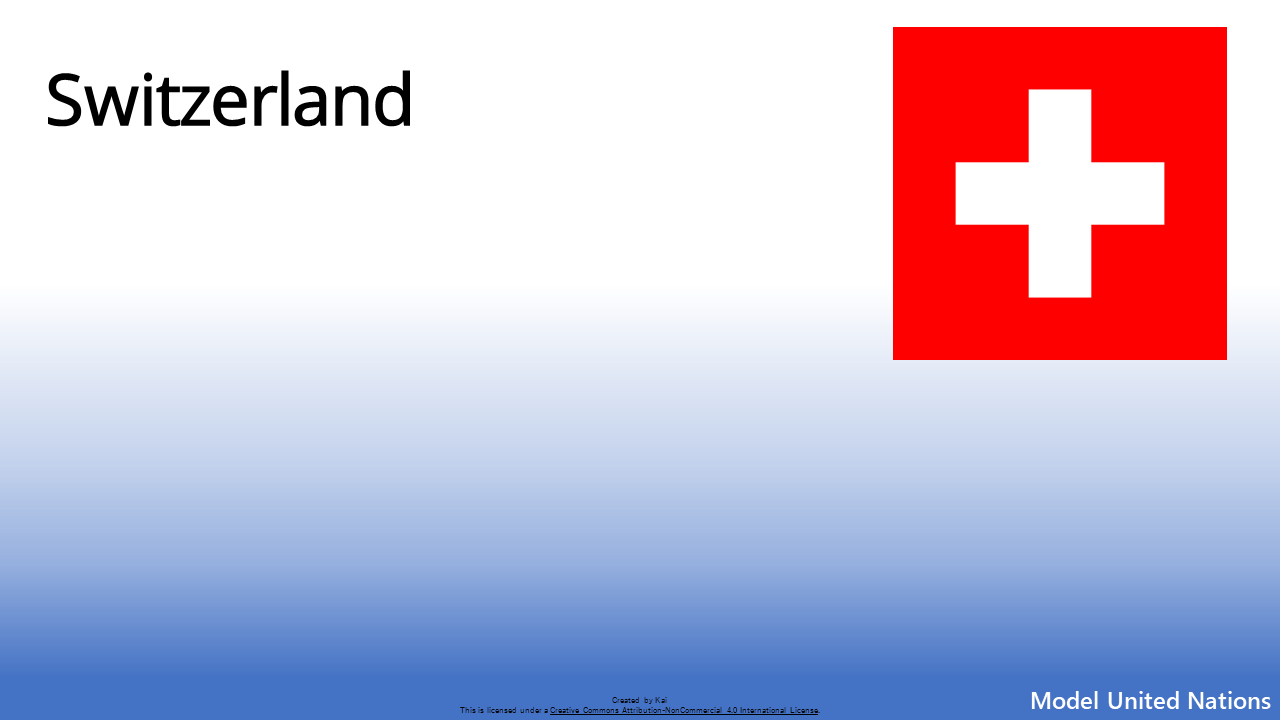 Switzerland
Created by Kai
This is licensed under a Creative Commons Attribution-NonCommercial 4.0 International License.
Model United Nations